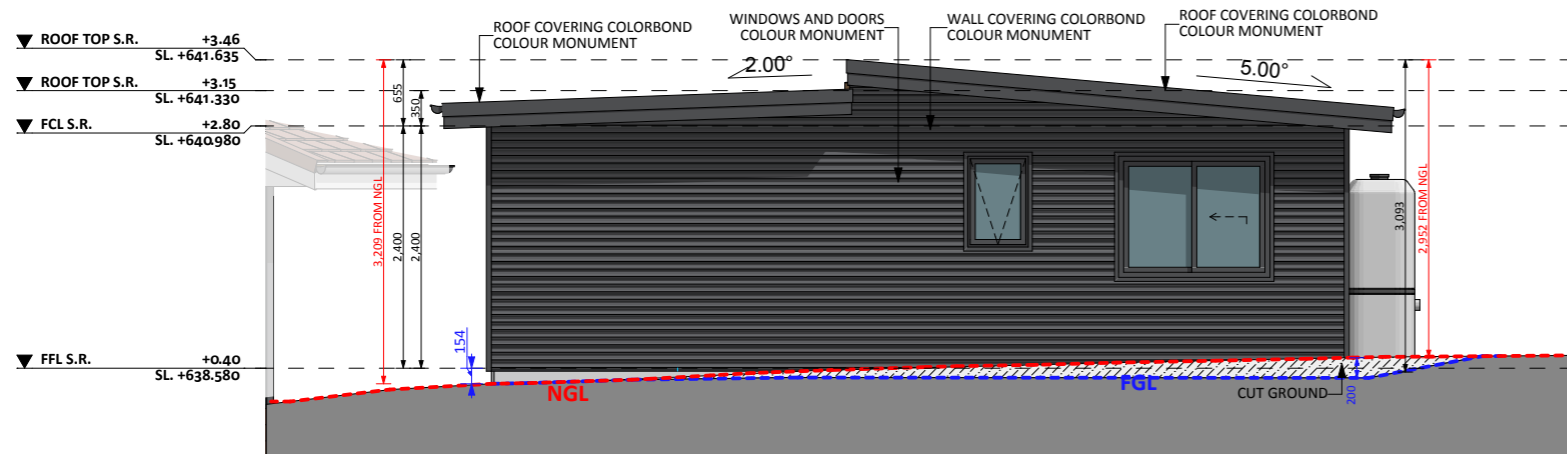 ROOF TOP S.R. +3.46
SL. +641.635
ROOF TOP S.R. +3.15
SL. +641.330
FCL S.R. +2.80
SL. +640.980
FFL S.R. +0.40
SL. +638.580
ROOF COVERING COLORBOND
COLOUR MONUMENT
WINDOWS AND DOORS
COLOUR MONUMENT
WALL COVERING COLORBOND
COLOUR MONUMENT
ROOF COVERING COLORBOND
COLOUR MONUMENT
2.00°
5.00°
655
350
3,209 FROM NGL
2,400
2,400
154
3,093
2,952 FROM NGL
NGL
FGL
CUT GROUND
200